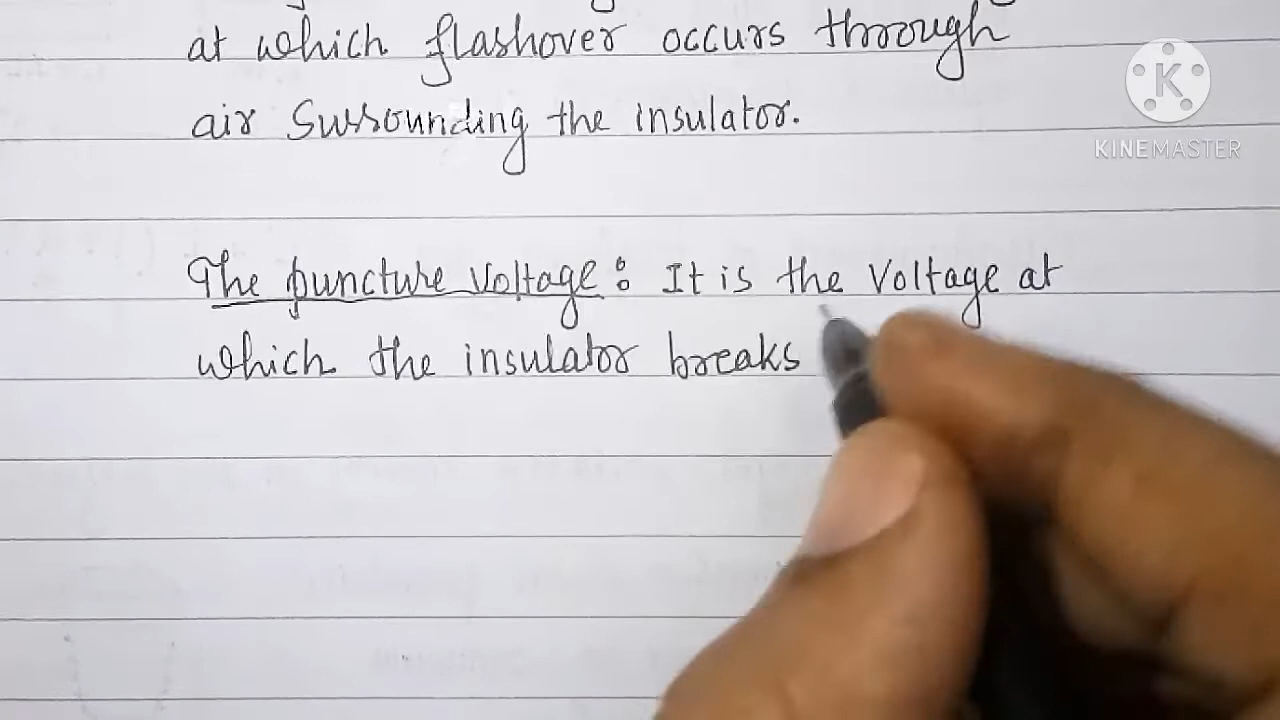 at which flashover occurs through
air Surrounding the insulator.
The puncture Voltage : It is the Voltage at
which the insulator breaks
K
KINEMASTER